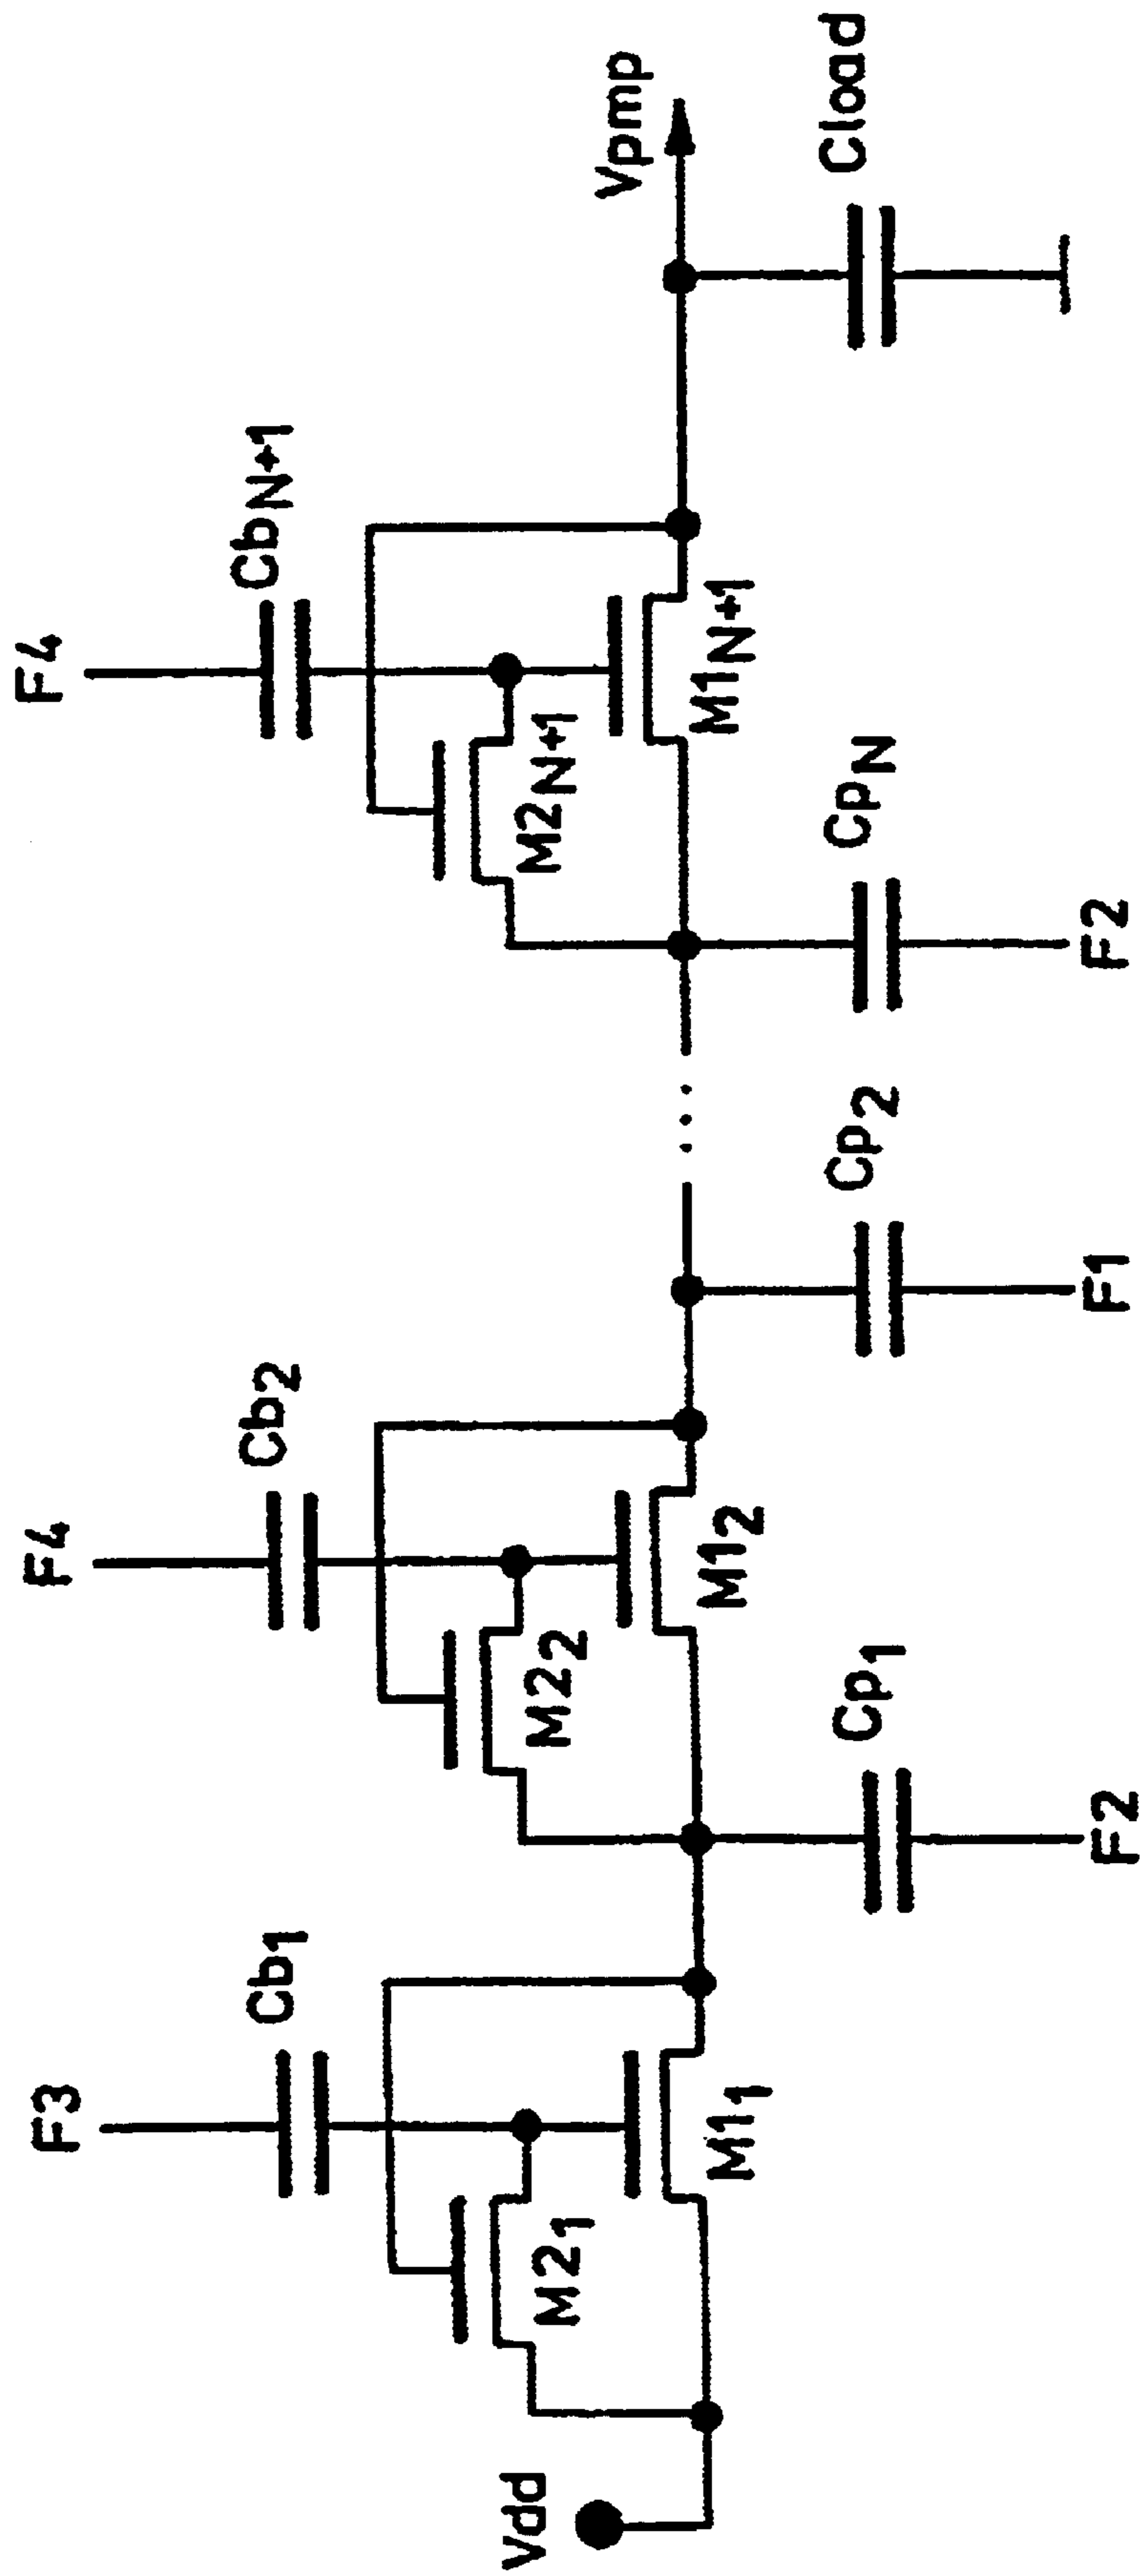 F3
F4
F4
Cb1
Cb2
CbN+1
Vdd
M21
M22
M2N+1
Vpmp
M11
M12
M1N+1
Cp1
Cp2
CpN
Cload
F2
F1
F2